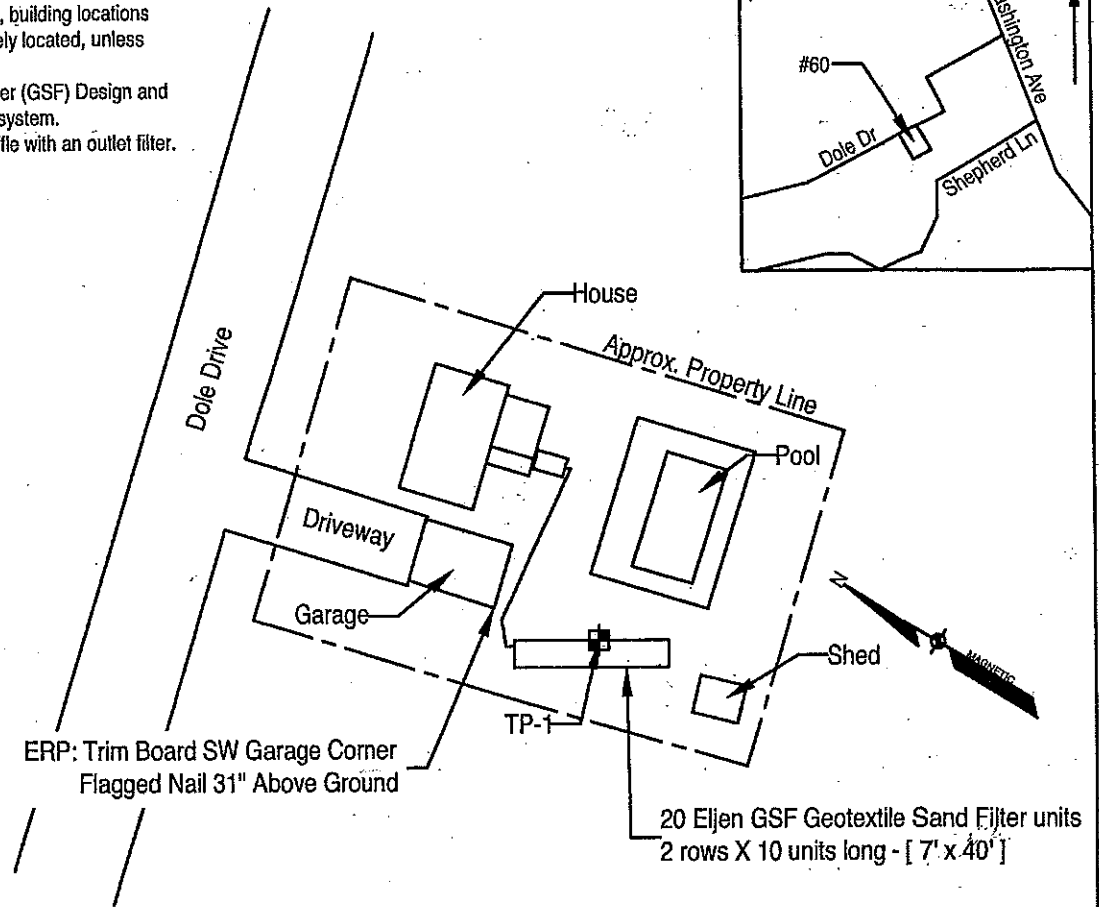 , building locations
ely located, unless
er (GSF) Design and
system.
ffle with an outlet filter.
ashington Ave
#60
Dole Dr
Shepherd Ln
House
Approx. Property Line
Dole Drive
Pool
Driveway
Garage
N
MAGNETIC
Shed
TP-1
ERP: Trim Board SW Garage Corner
Flagged Nail 31" Above Ground
20 Eljen GSF Geotextile Sand Filter units
2 rows X 10 units long - [ 7' x 40' ]